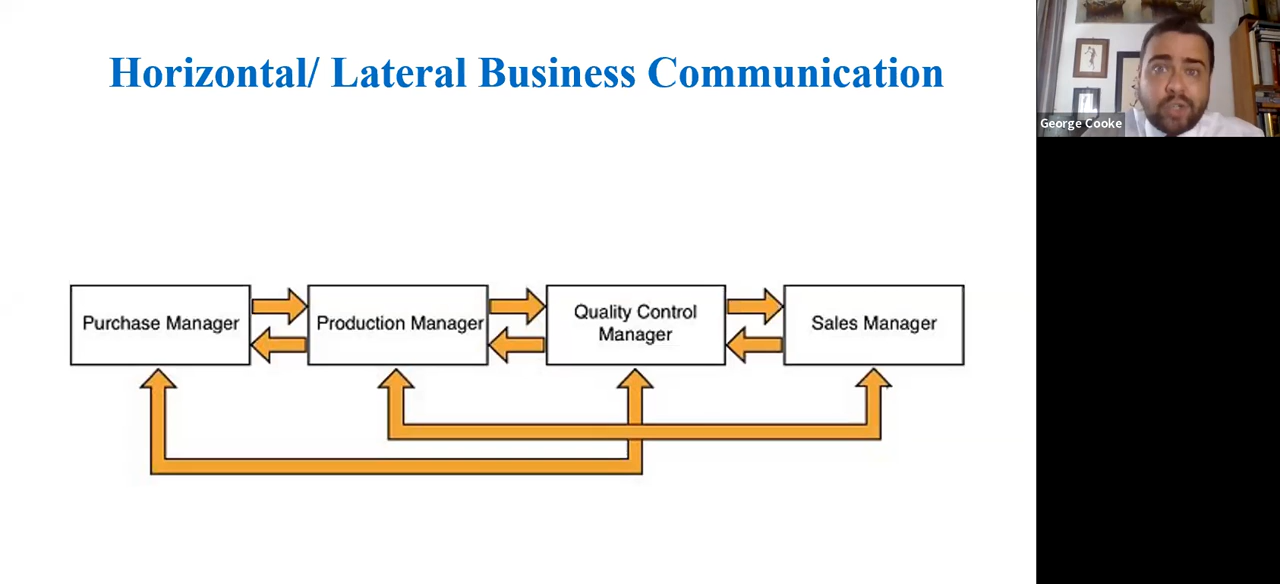 Horizontal/ Lateral Business Communication
George Cooke
Purchase Manager
Production Manager
Quality Control
Manager
Sales Manager